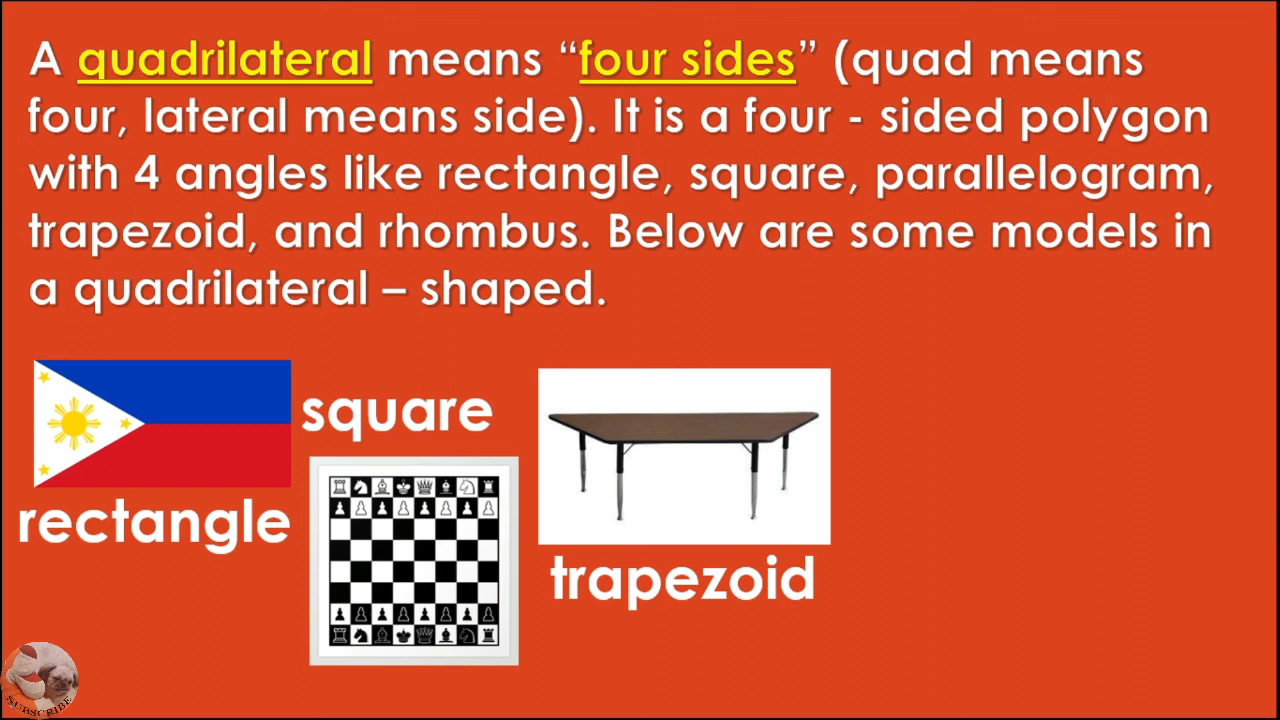 A quadrilateral means “four sides” (quad means
four, lateral means side). It is a four - sided polygon
with 4 angles like rectangle, square, parallelogram,
trapezoid, and rhombus. Below are some models in
a quadrilateral – shaped.
square
rectangle
trapezoid
SUBSCRIBE